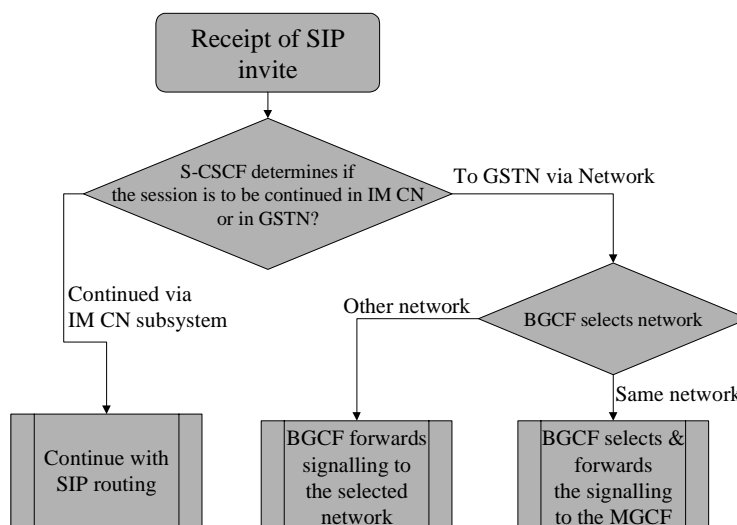 Receipt of SIP
invite
S-CSCF determines if
the session is to be continued in IM CN
or in GSTN?
To GSTN via Network
Continued via
IM CN subsystem
Other network
BGCF selects network
Same network
Continue with
SIP routing
BGCF forwards
signalling to
the selected
network
BGCF selects &
forwards
the signalling
to the MGCF